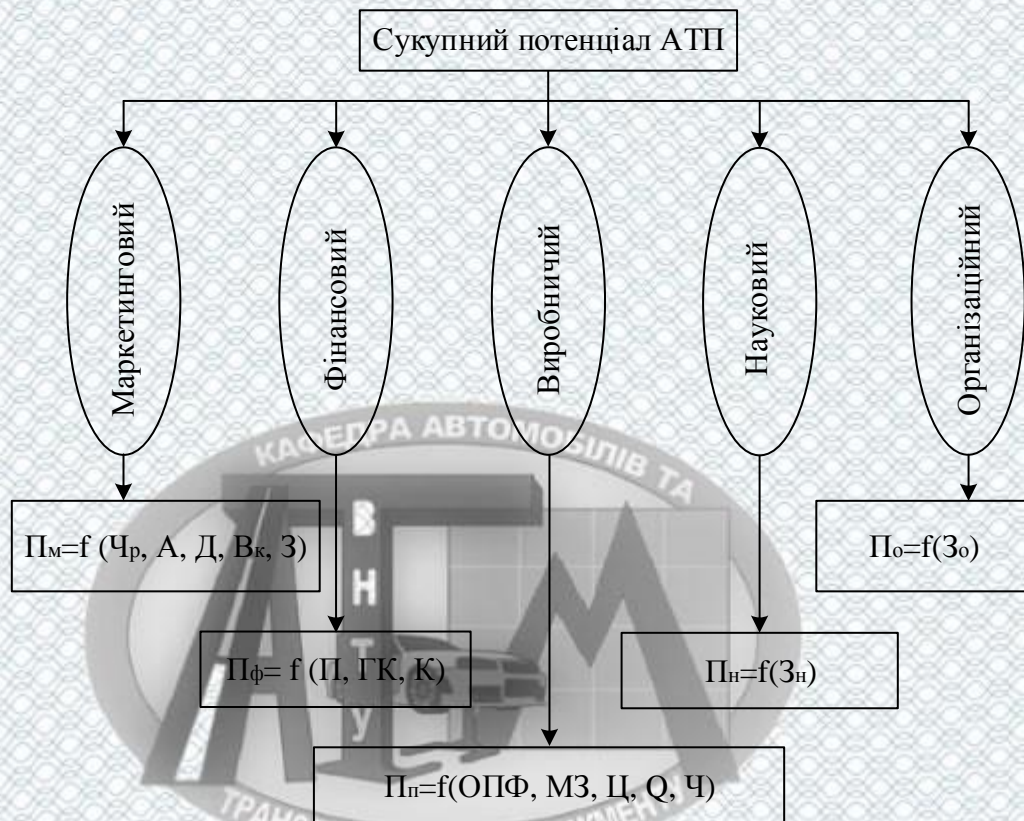 Сукупний потенціал АТП
Маркетинговий
Фінансовий
Виробничий
Науковий
Організаційний
КАФЕДРА АВТОМОБІЛІВ ТА
ВНТУ
Пм=f (Чр, А, Д, Вк, З)
По=f(Зо)
Пф= f (П, ГК, К)
Пн=f(Зн)
Пп=f(ОПФ, МЗ, Ц, Q, Ч)